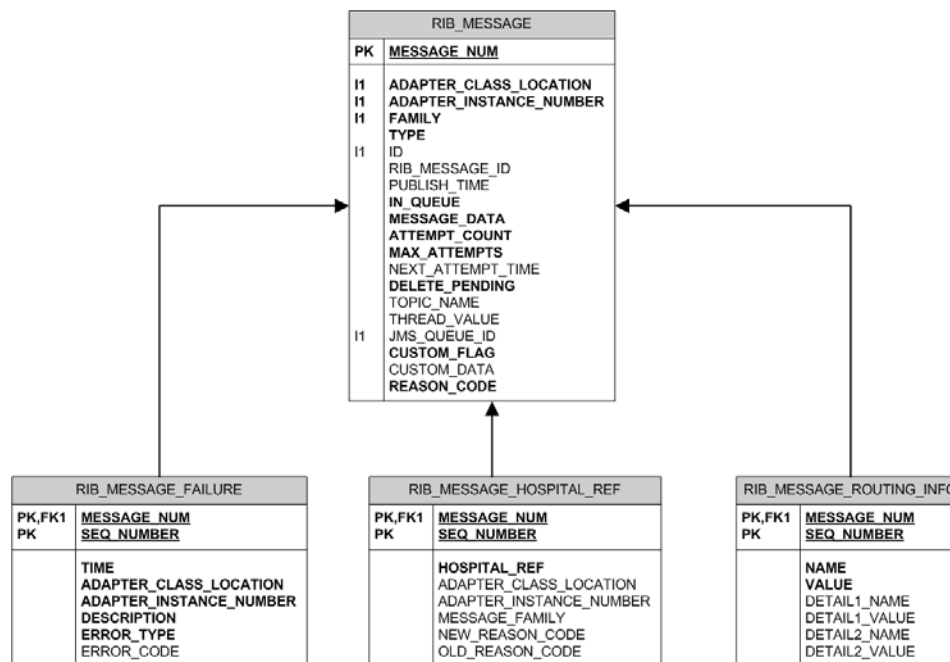 RIB_MESSAGE
PK MESSAGE_NUM
I1 ADAPTER_CLASS_LOCATION
I1 ADAPTER_INSTANCE_NUMBER
I1 FAMILY
TYPE
I1 ID
RIB_MESSAGE_ID
PUBLISH_TIME
IN_QUEUE
MESSAGE_DATA
ATTEMPT_COUNT
MAX_ATTEMPTS
NEXT_ATTEMPT_TIME
DELETE_PENDING
TOPIC_NAME
THREAD_VALUE
I1 JMS_QUEUE_ID
CUSTOM_FLAG
CUSTOM_DATA
REASON_CODE
RIB_MESSAGE_FAILURE
PK,FK1 MESSAGE_NUM
PK SEQ_NUMBER
TIME
ADAPTER_CLASS_LOCATION
ADAPTER_INSTANCE_NUMBER
DESCRIPTION
ERROR_TYPE
ERROR_CODE
RIB_MESSAGE_HOSPITAL_REF
PK,FK1 MESSAGE_NUM
PK SEQ_NUMBER
HOSPITAL_REF
ADAPTER_CLASS_LOCATION
ADAPTER_INSTANCE_NUMBER
MESSAGE_FAMILY
NEW_REASON_CODE
OLD_REASON_CODE
RIB_MESSAGE_ROUTING_INFO
PK,FK1 MESSAGE_NUM
PK SEQ_NUMBER
NAME
VALUE
DETAIL1_NAME
DETAIL1_VALUE
DETAIL2_NAME
DETAIL2_VALUE